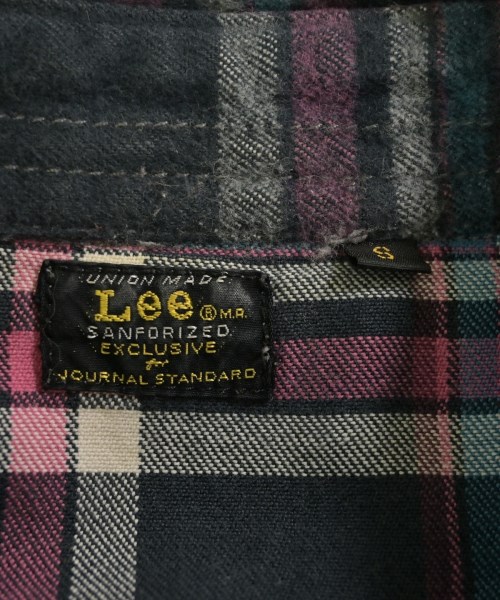 UNION MADE
Lee ® M.R.
SANFORIZED
EXCLUSIVE
for
JOURNAL STANDARD
S